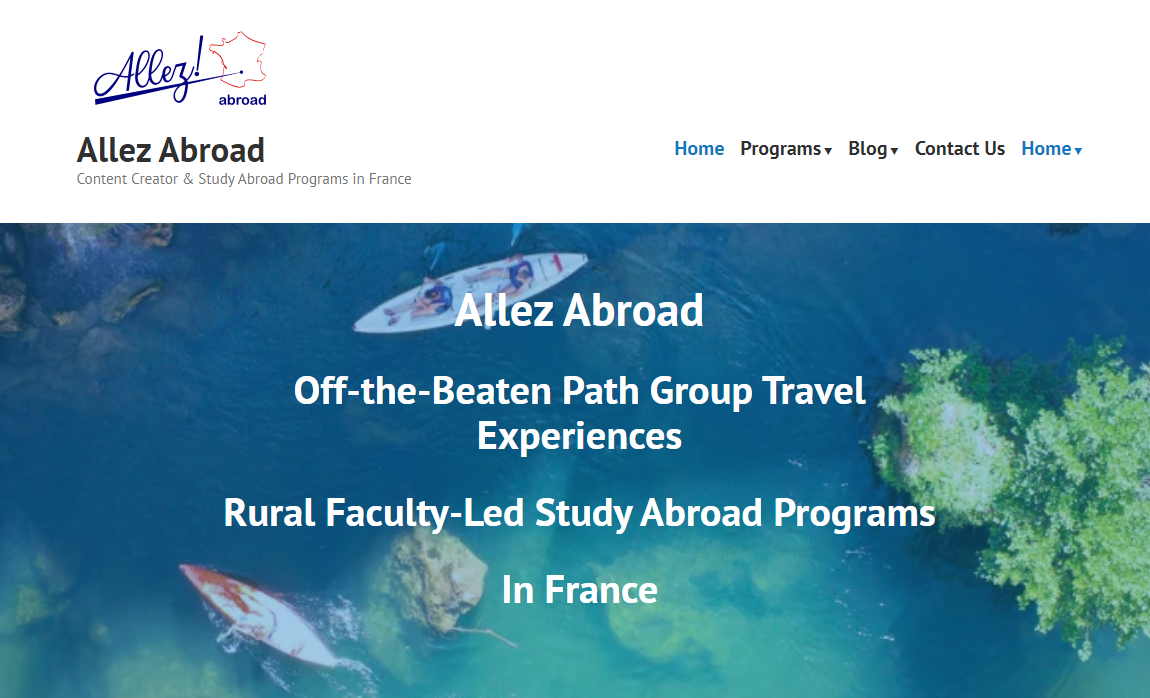 Allez!
abroad
Allez Abroad
Content Creator & Study Abroad Programs in France
Home Programs▾ Blog▾ Contact Us Home▾
Allez Abroad
Off-the-Beaten Path Group Travel
Experiences
Rural Faculty-Led Study Abroad Programs
In France